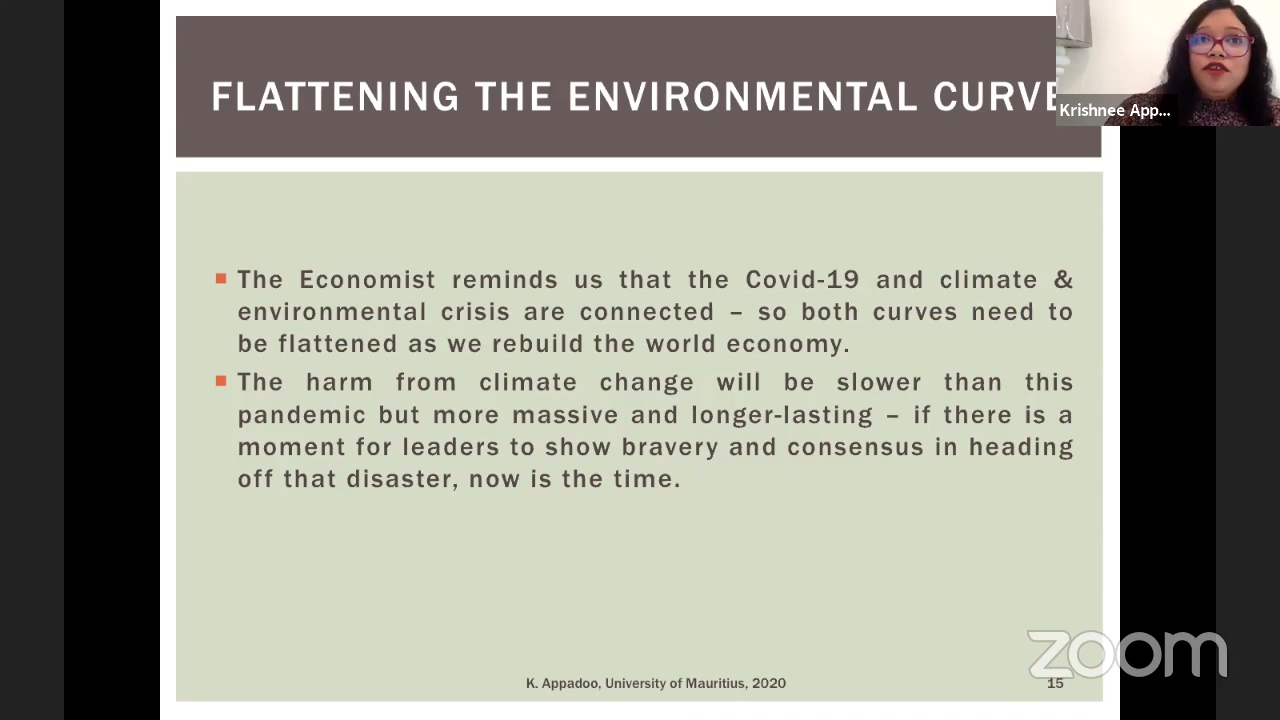 FLATTENING THE ENVIRONMENTAL CURVE
Krishnee App...
The Economist reminds us that the Covid-19 and climate &
environmental crisis are connected – so both curves need to
be flattened as we rebuild the world economy.
The harm from climate change will be slower than this
pandemic but more massive and longer-lasting – if there is a
moment for leaders to show bravery and consensus in heading
off that disaster, now is the time.
zoom
K. Appadoo, University of Mauritius, 2020
15